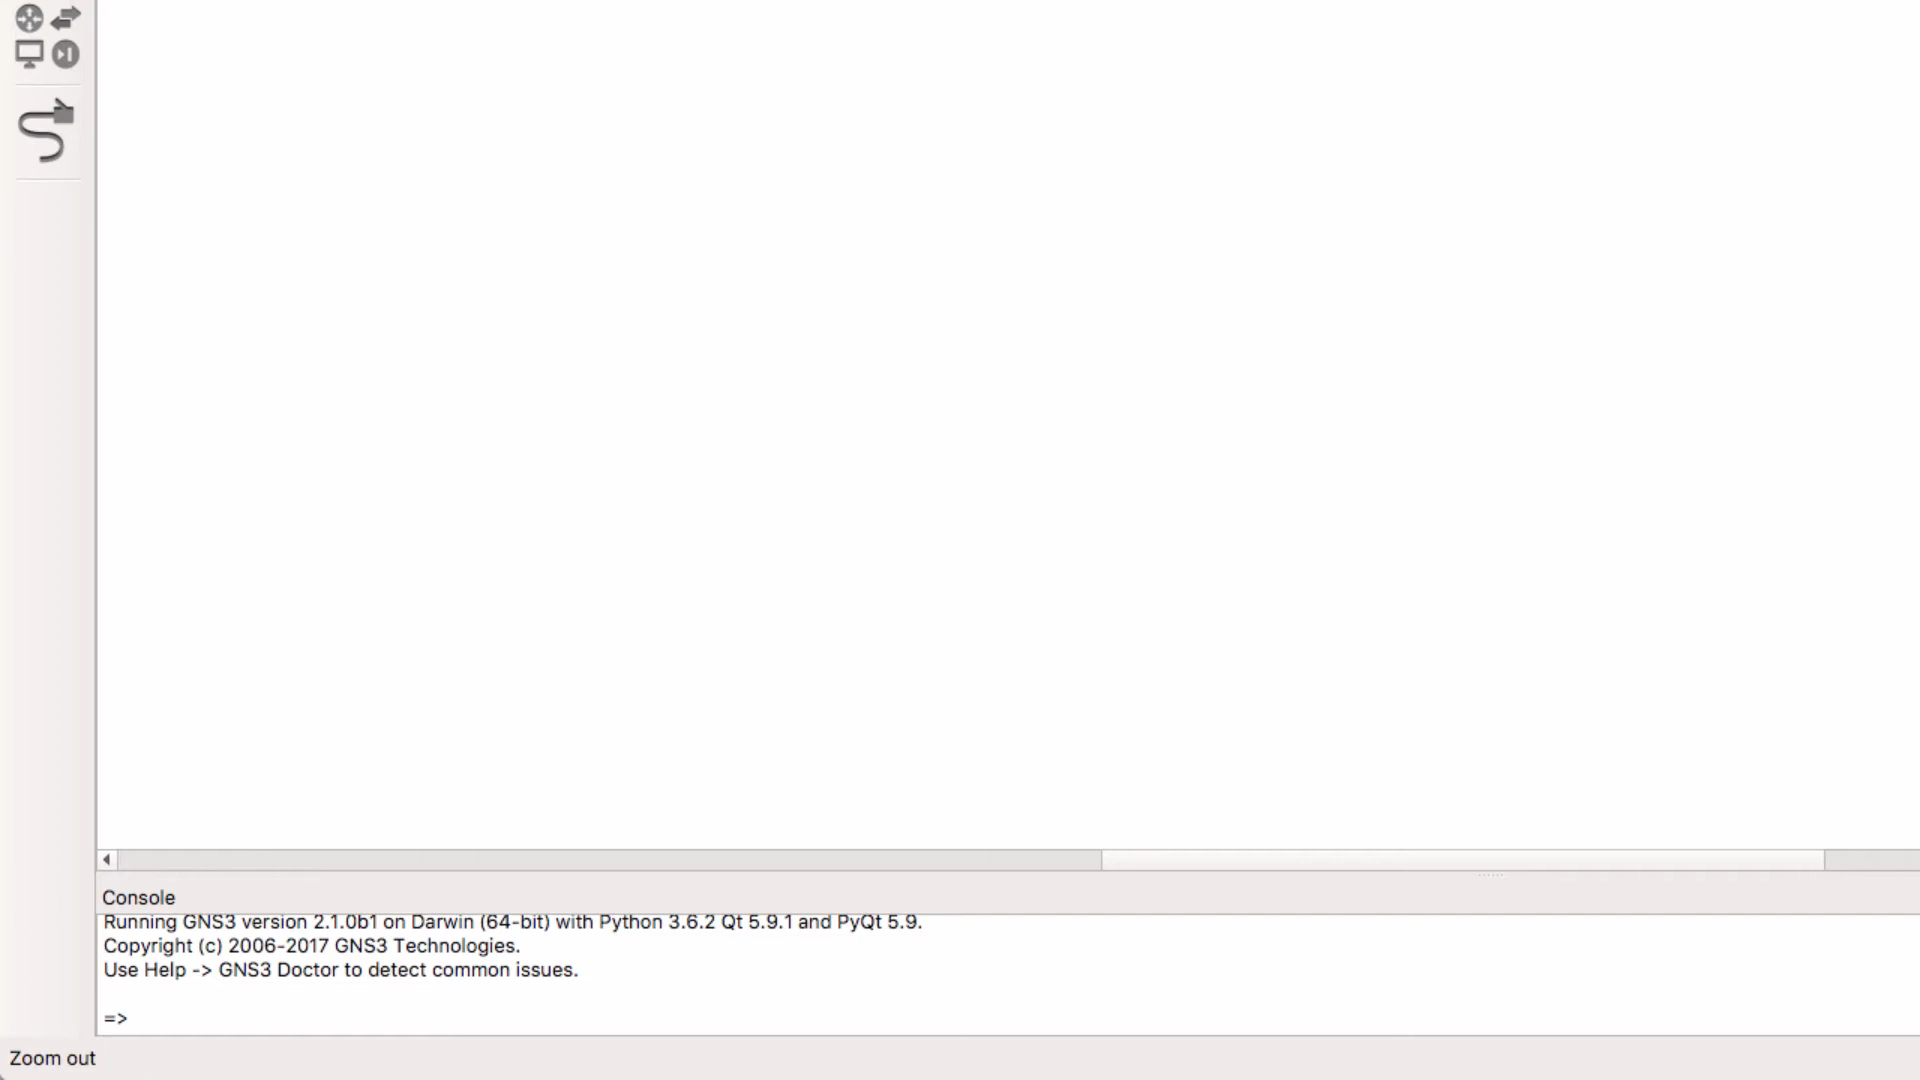 Console
Running GNS3 version 2.1.0b1 on Darwin (64-bit) with Python 3.6.2 Qt 5.9.1 and PyQt 5.9.
Copyright (c) 2006-2017 GNS3 Technologies.
Use Help -> GNS3 Doctor to detect common issues.
=>
Zoom out